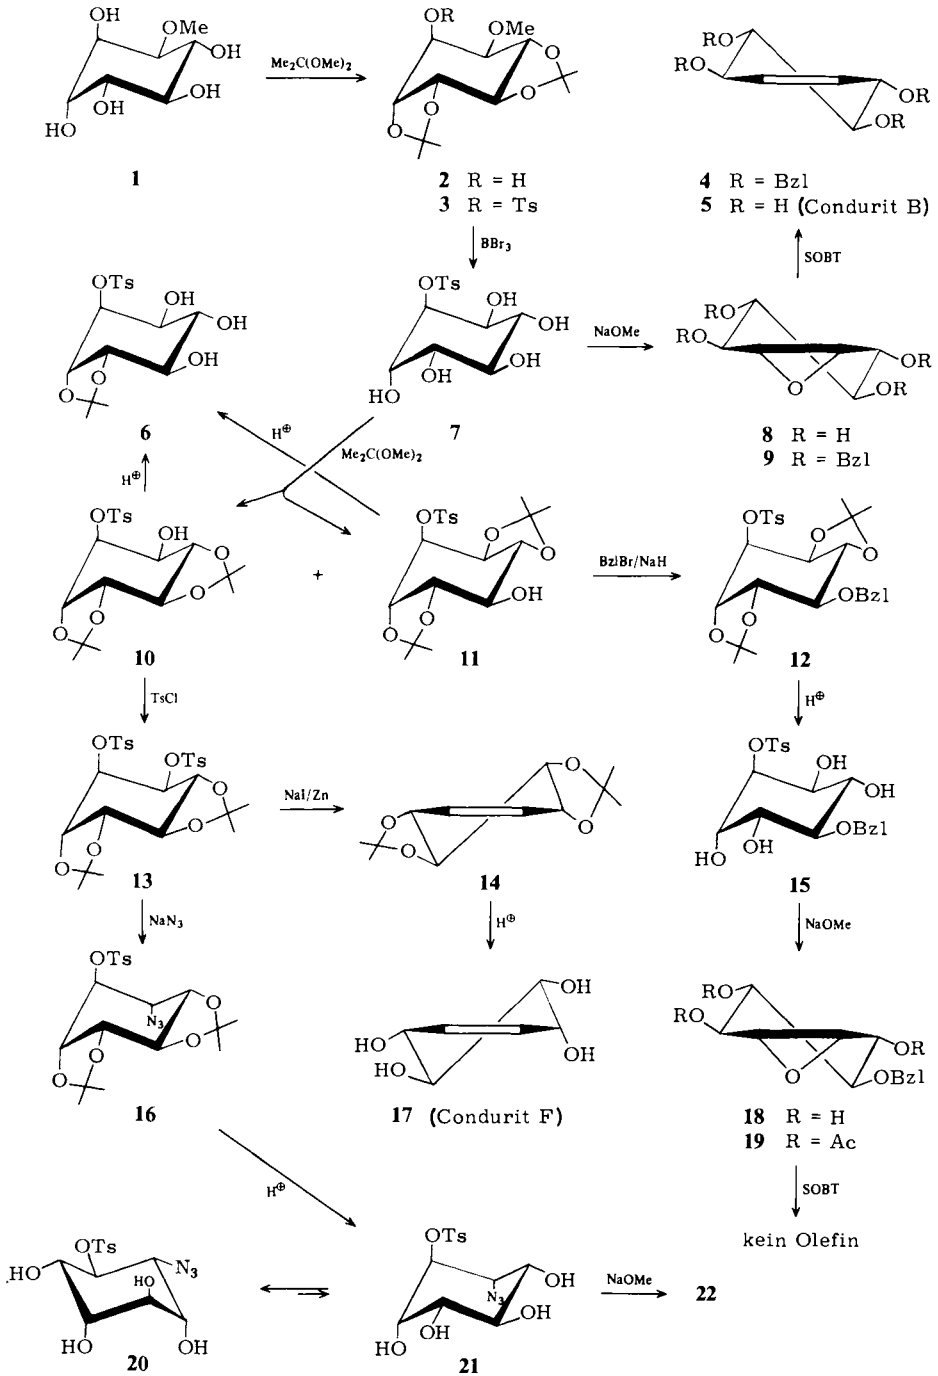 OH
OMe
OH
OH
OH
HO
1
Me2C(OMe)2
OR
OMe
O
O
O
O
2 R = H
3 R = Ts
RO
RO
OR
OR
4 R = Bzl
5 R = H (Condurit B)
BBr3
SOBT
OTs
OH
OH
OH
O
O
6
OTs
OH
OH
OH
OH
HO
7
NaOMe
RO
RO
OR
OR
O
8 R = H
9 R = Bzl
H⊕
H⊕
Me2C(OMe)2
OTs
OH
O
O
O
O
10
+
OTs
O
O
OH
O
O
11
BzlBr/NaH
OTs
O
O
OBzl
O
O
12
TsCl
H⊕
OTs
OTs
O
O
O
O
13
NaI/Zn
O
O
O
O
14
OTs
OH
OH
OBzl
OH
HO
15
NaN3
H⊕
NaOMe
OTs
N3
O
O
O
O
16
OH
HO
OH
HO
17 (Condurit F)
RO
RO
OR
OBzl
O
18 R = H
19 R = Ac
H⊕
SOBT
kein Olefin
OTs
HO
N3
HO
HO
OH
20
OTs
OH
N3
OH
OH
HO
21
NaOMe
22